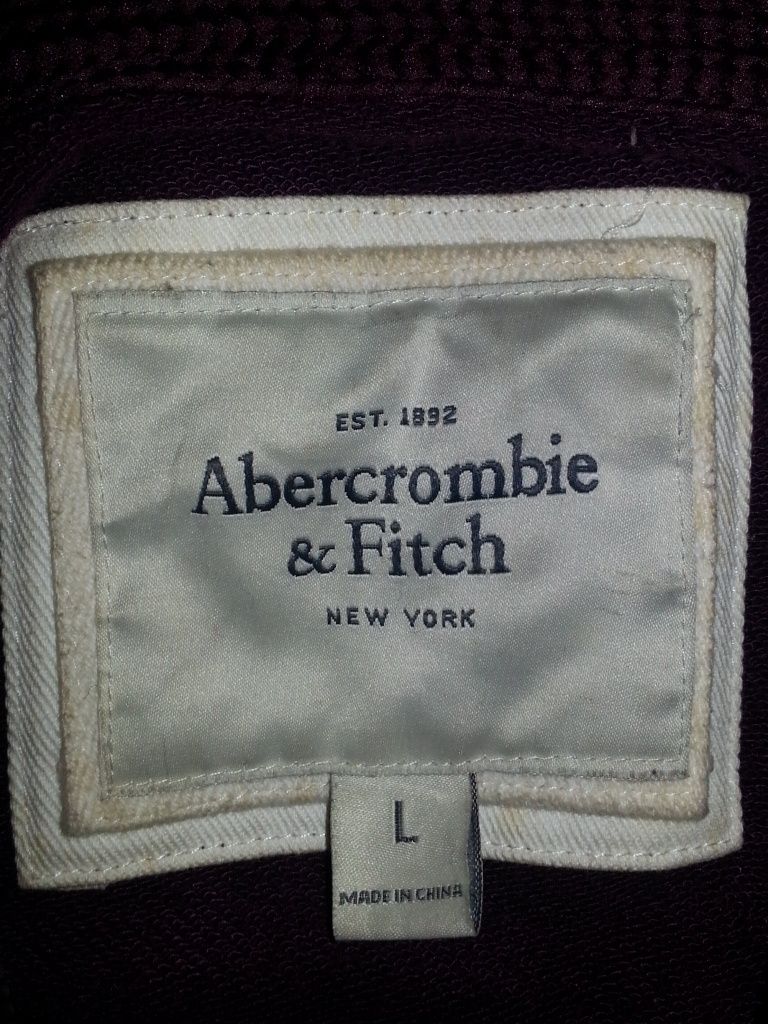 EST. 1892
Abercrombie
& Fitch
NEW YORK
L
MADE IN CHINA